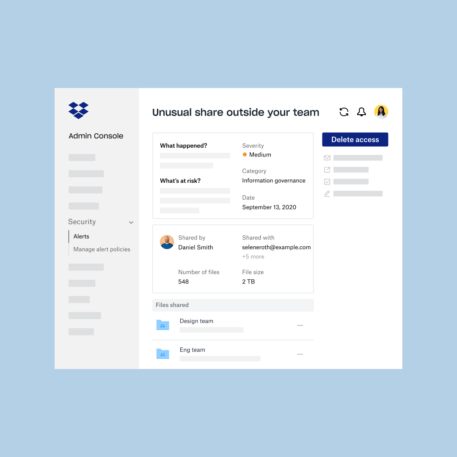 Unusual share outside your team
Admin Console
Security
Alerts
Manage alert policies
What happened?
What's at risk?
Severity
Medium
Category
Information governance
Date
September 13, 2020
Delete access
Shared by
Daniel Smith
Shared with
seleneroth@example.com
+5 more
Number of files
548
File size
2 TB
Files shared
Design team
Eng team